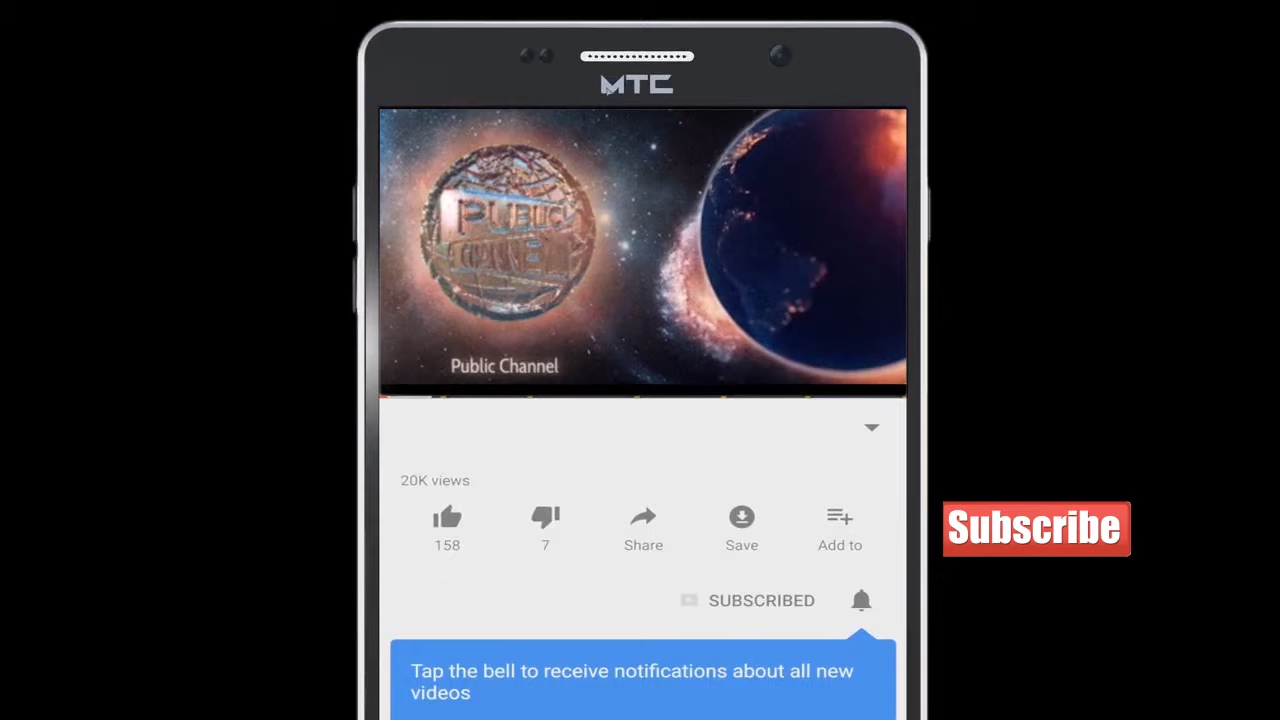 MTC
PUBLIC
CHANNEL
Public Channel
20K views
158
7
Share
Save
Add to
Subscribe
SUBSCRIBED
Tap the bell to receive notifications about all new
videos